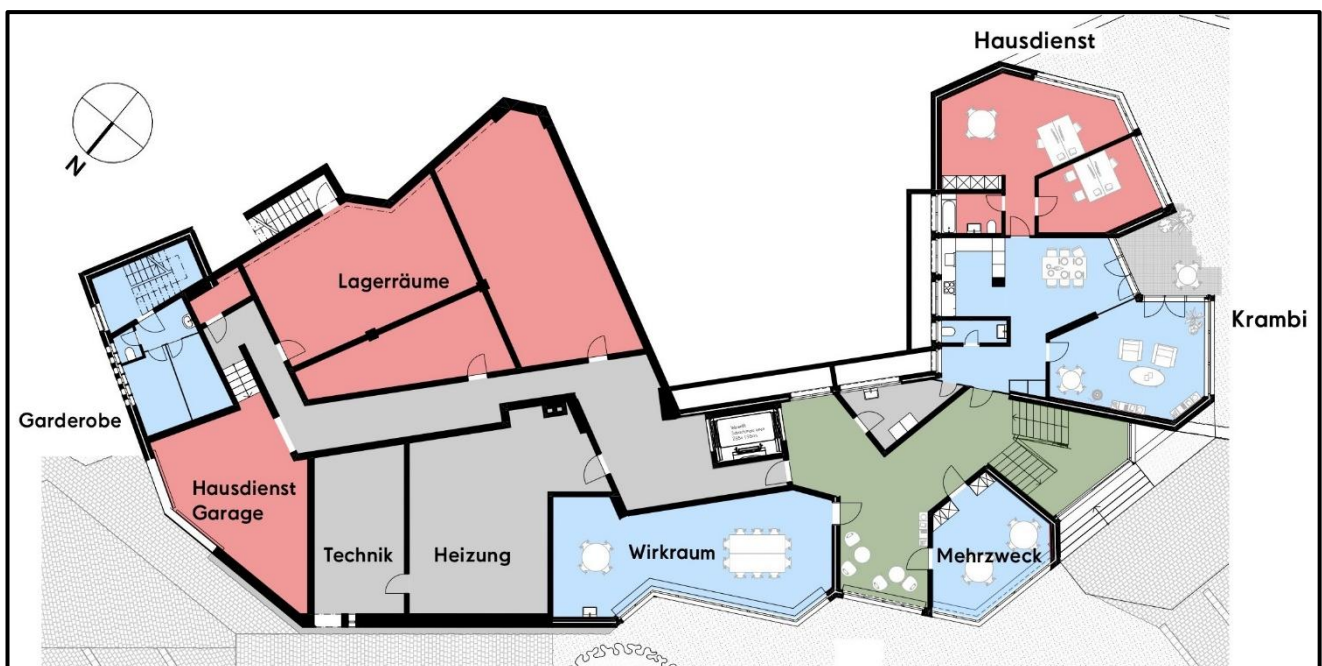 Hausdienst
N
Lagerräume
Krambi
Garderobe
Hausdienst
Garage
Technik
Heizung
Wirkraum
Mehrzweck